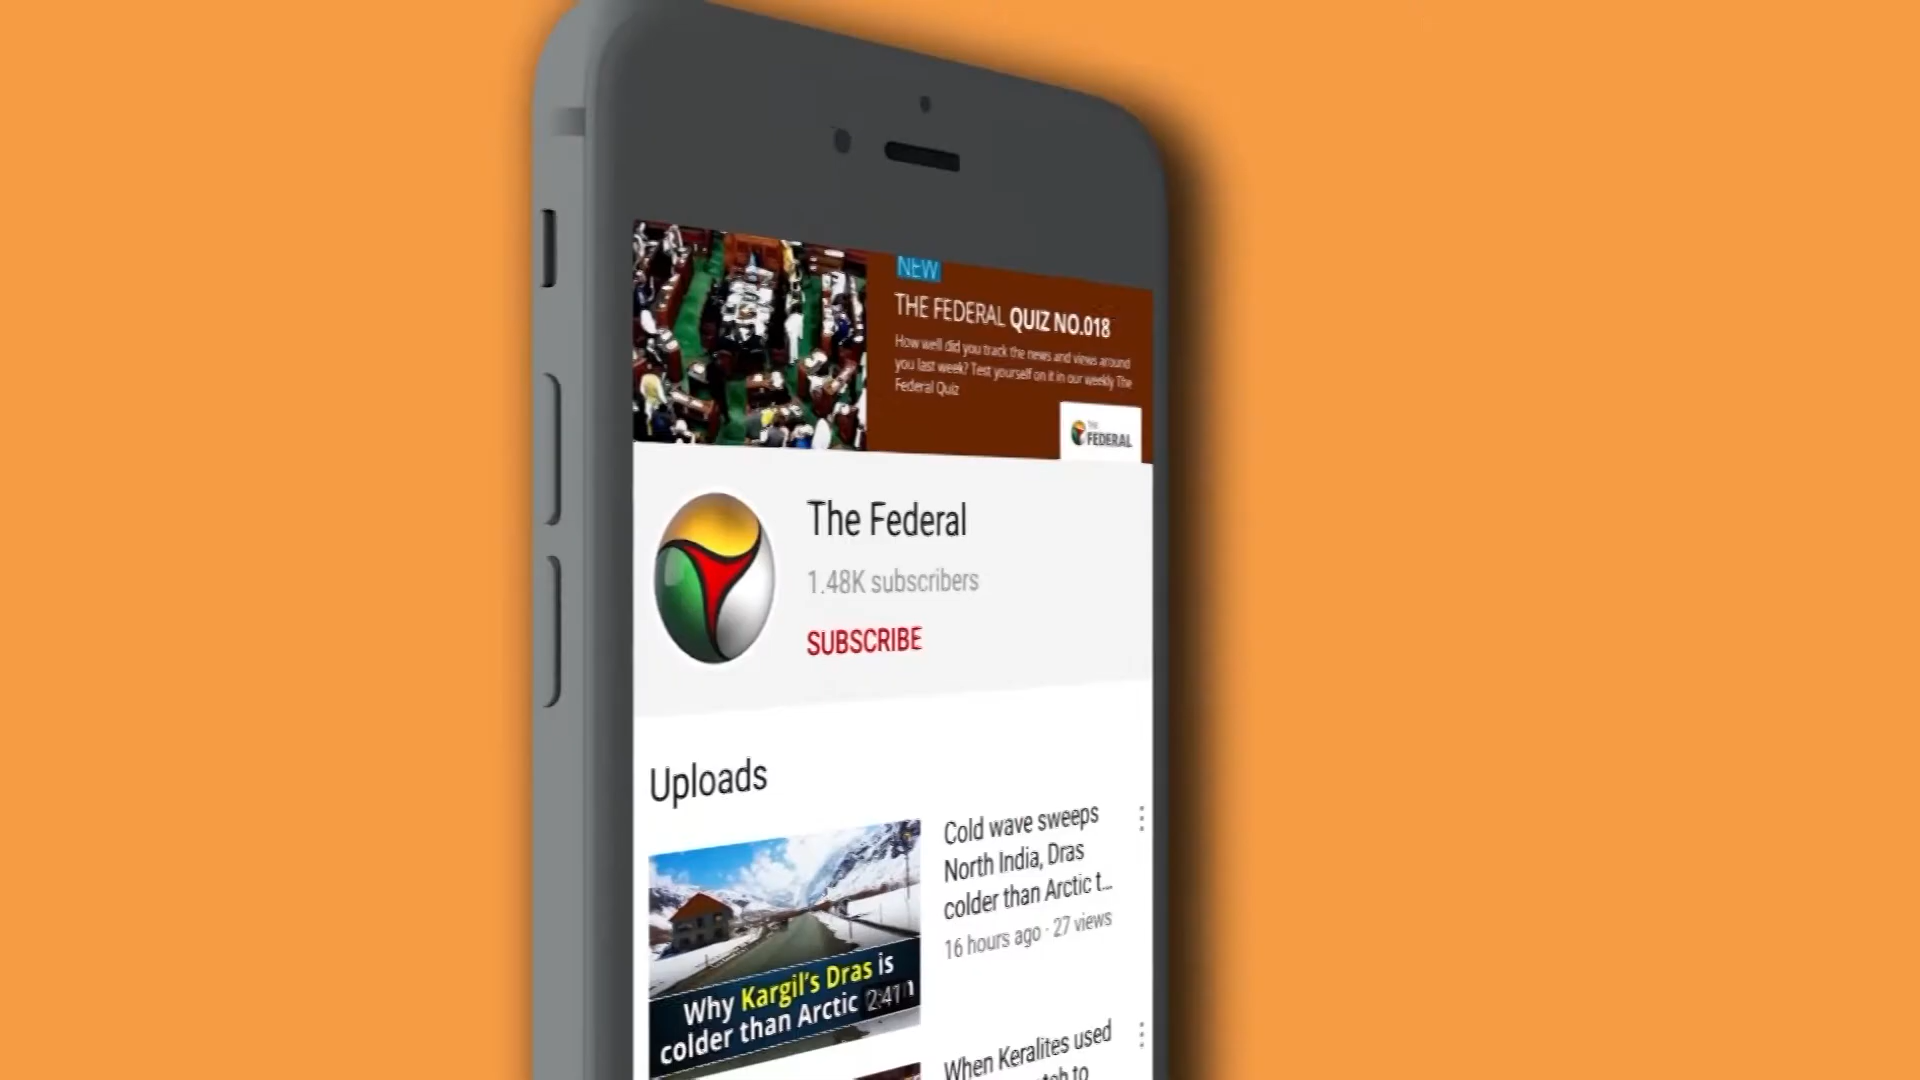 NEW
THE FEDERAL QUIZ NO.018
How well did you track the news and views around
you last week? Test yourself on it in our weekly The
Federal Quiz
THE
FEDERAL
The Federal
1.48K subscribers
SUBSCRIBE
Uploads
Cold wave sweeps
North India, Dras
colder than Arctic t...
16 hours ago · 27 views
Why Kargil's Dras is
colder than Arctic
2:41
When Keralites used
to